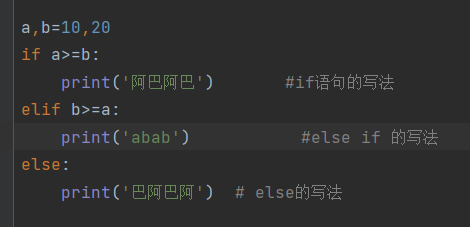 a,b=10,20
if a>=b:
    print('阿巴阿巴')       #if语句的写法
elif b>=a:
    print('abab')           #else if 的写法
else:
    print('巴阿巴阿')  # else的写法